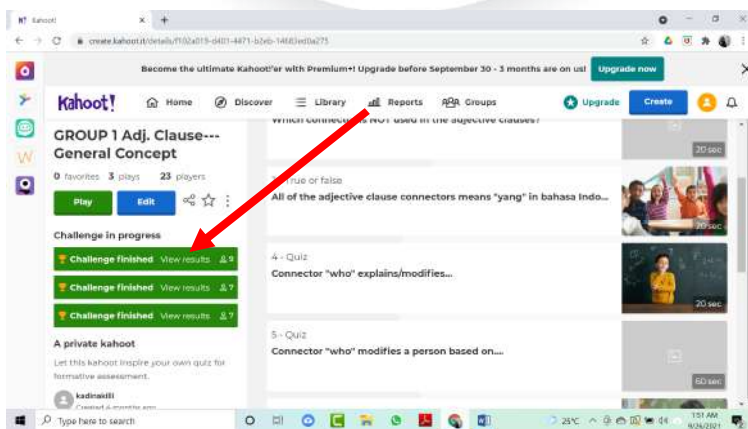 Kahoot!
create.kahoot.it/details/f102a019-d401-4471-b2eb-14683ed0a275
Become the ultimate Kahoot!'er with Premium+! Upgrade before September 30 - 3 months are on us!
Upgrade now
Kahoot!
Home
Discover
Library
Reports
Groups
Upgrade
Create
GROUP 1 Adj. Clause---
General Concept
0 favorites 3 plays 23 players
Play
Edit
Challenge in progress
Challenge finished View results 9
Challenge finished View results 7
Challenge finished View results 7
A private kahoot
Let this kahoot inspire your own quiz for
formative assessment.
kadinakilli
Created 4 months ago
NOT used in the adjective clauses?
20 sec
True or false
All of the adjective clause connectors means "yang" in bahasa Indo...
20 sec
4 - Quiz
Connector "who" explains/modifies...
20 sec
5 - Quiz
Connector "who" modifies a person based on....
60 sec
Type here to search
25°C
1:51 AM
9/26/2021